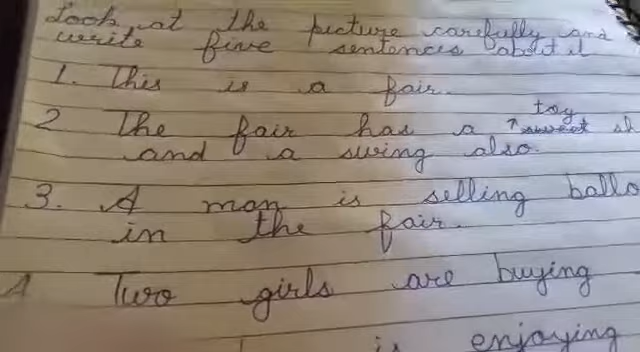 Look at the picture carefully and
write five sentences about it
1. This is a fair.
toy
2 The fair has a sweet sh
and a swing also.
3. A man is selling ballo
in the fair.
4 Two girls are buying
is enjoying